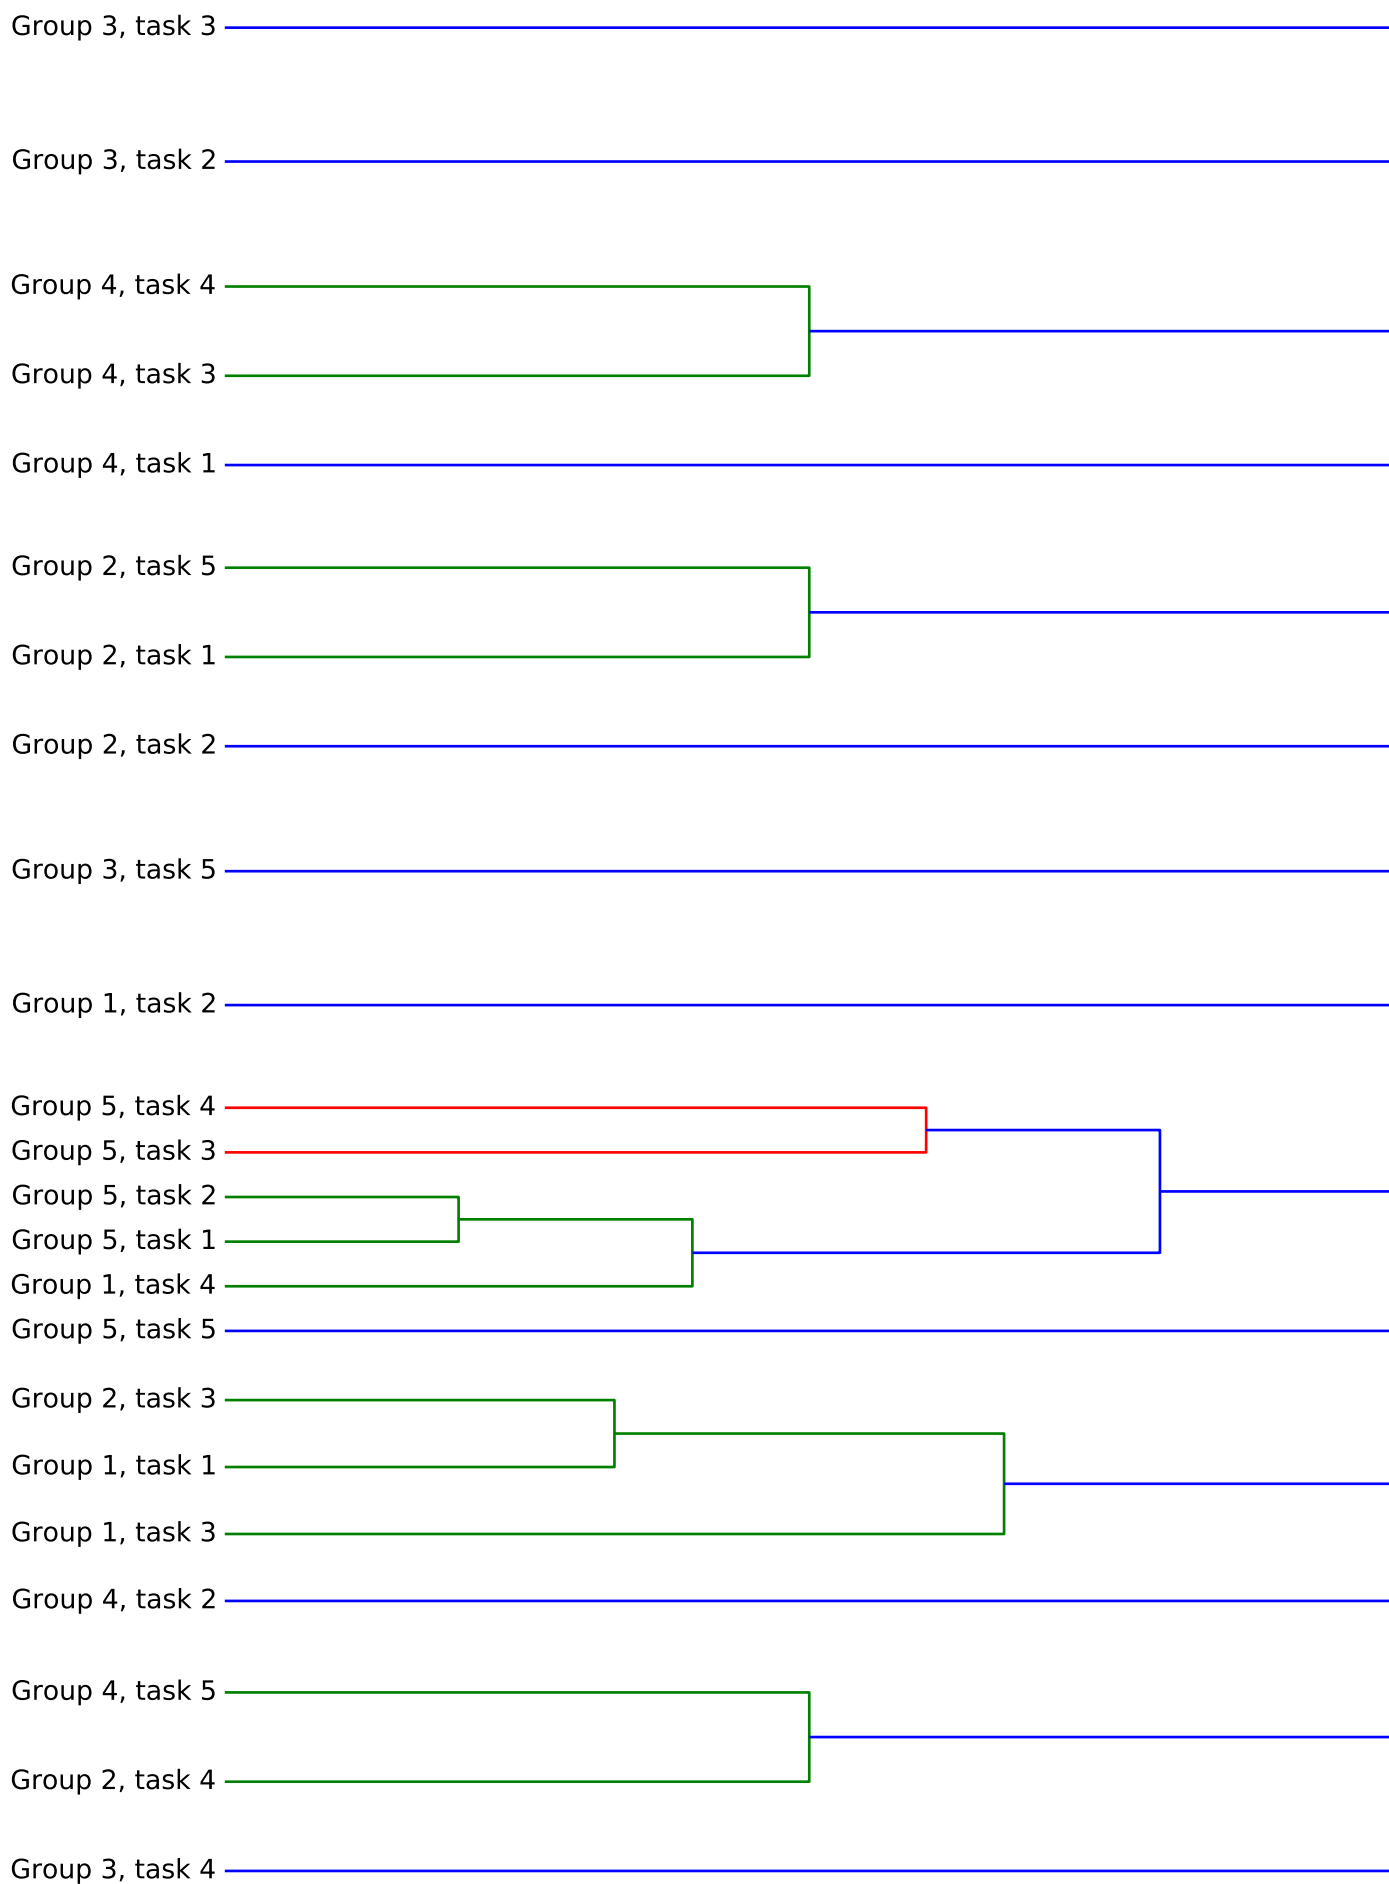 Group 3, task 3
Group 3, task 2
Group 4, task 4
Group 4, task 3
Group 4, task 1
Group 2, task 5
Group 2, task 1
Group 2, task 2
Group 3, task 5
Group 1, task 2
Group 5, task 4
Group 5, task 3
Group 5, task 2
Group 5, task 1
Group 1, task 4
Group 5, task 5
Group 2, task 3
Group 1, task 1
Group 1, task 3
Group 4, task 2
Group 4, task 5
Group 2, task 4
Group 3, task 4